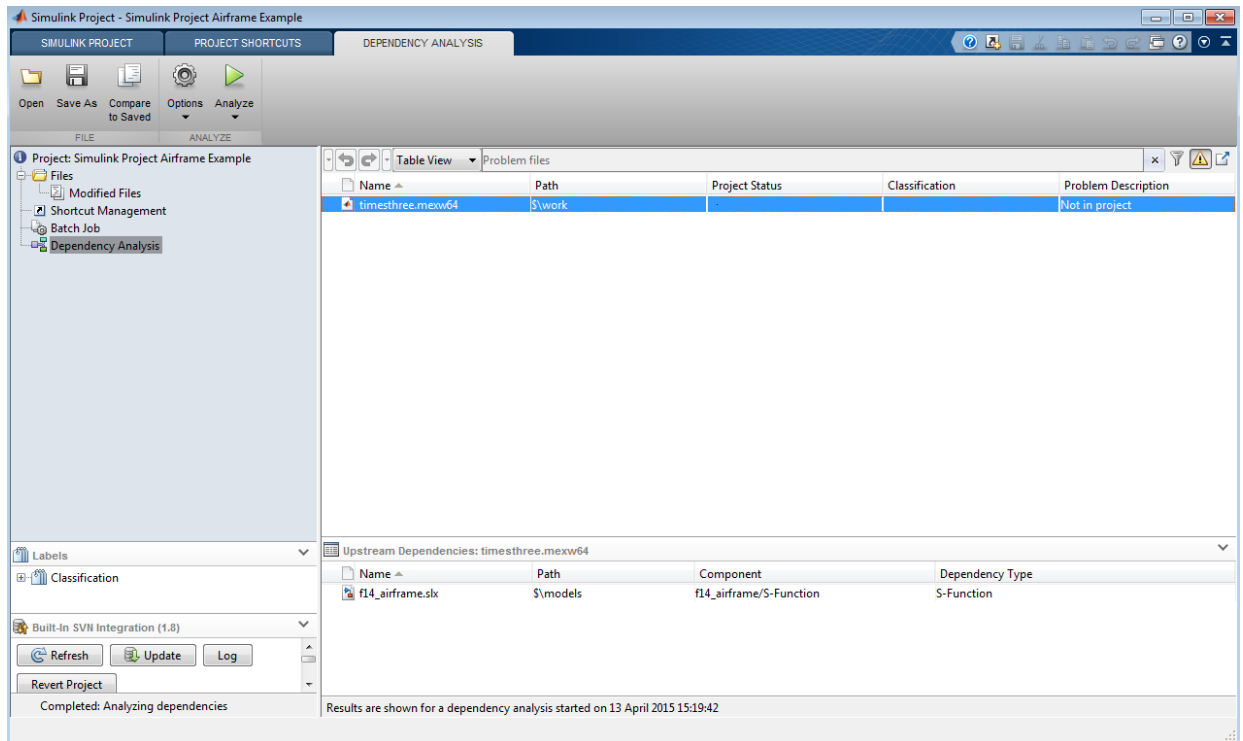 Simulink Project - Simulink Project Airframe Example
SIMULINK PROJECT PROJECT SHORTCUTS DEPENDENCY ANALYSIS
Open Save As Compare to Saved Options Analyze
FILE ANALYZE
Project: Simulink Project Airframe Example
Files
Modified Files
Shortcut Management
Batch Job
Dependency Analysis
Table View Problem files
Name Path Project Status Classification Problem Description
timesthree.mexw64 $\work - Not in project
Labels
Classification
Built-In SVN Integration (1.8)
Refresh Update Log
Revert Project
Completed: Analyzing dependencies
Upstream Dependencies: timesthree.mexw64
Name Path Component Dependency Type
f14_airframe.slx $\models f14_airframe/S-Function S-Function
Results are shown for a dependency analysis started on 13 April 2015 15:19:42